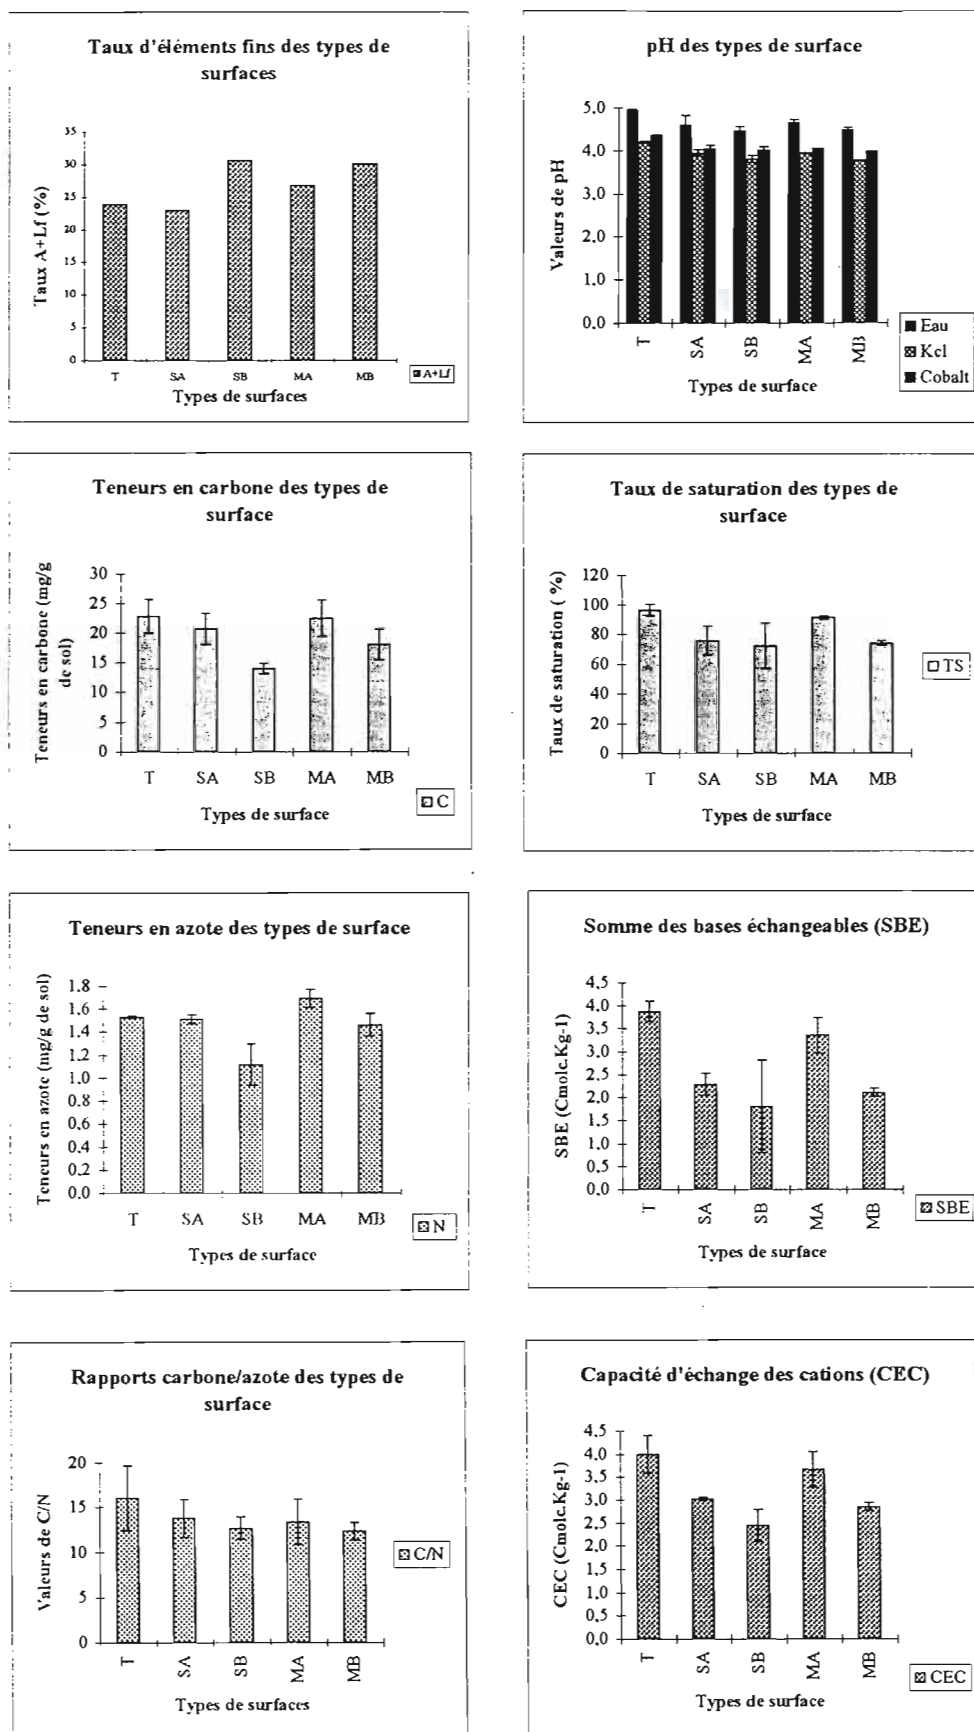 Taux d'éléments fins des types de
surfaces
Taux A+Lf (%)
35
30
25
20
15
10
5
0
T SA SB MA MB
A+Lf
Types de surfaces
pH des types de surface
Valeurs de pH
5,0
4,0
3,0
2,0
1,0
0,0
T SA SB MA MB
Types de surface
Eau
Kcl
Cobalt
Teneurs en carbone des types de
surface
Teneurs en carbone (mg/g
de sol)
30
25
20
15
10
5
0
T SA SB MA MB
Types de surface
C
Taux de saturation des types de
surface
Taux de saturation ( %)
120
100
80
60
40
20
0
T SA SB MA MB
Types de surface
TS
Teneurs en azote des types de surface
Teneurs en azote (mg/g de sol)
1.8
1.6
1.4
1.2
1.0
0.8
0.6
0.4
0.2
0.0
T SA SB MA MB
Types de surface
N
Somme des bases échangeables (SBE)
SBE (Cmolc.Kg-1)
4,5
4,0
3,5
3,0
2,5
2,0
1,5
1,0
0,5
0,0
T SA SB MA MB
Types de surface
SBE
Rapports carbone/azote des types de
surface
Valeurs de C/N
20
15
10
5
0
T SA SB MA MB
Types de surfaces
C/N
Capacité d'échange des cations (CEC)
CEC (Cmolc.Kg-1)
4,5
4,0
3,5
3,0
2,5
2,0
1,5
1,0
0,5
0,0
T SA SB MA MB
Types de surface
CEC